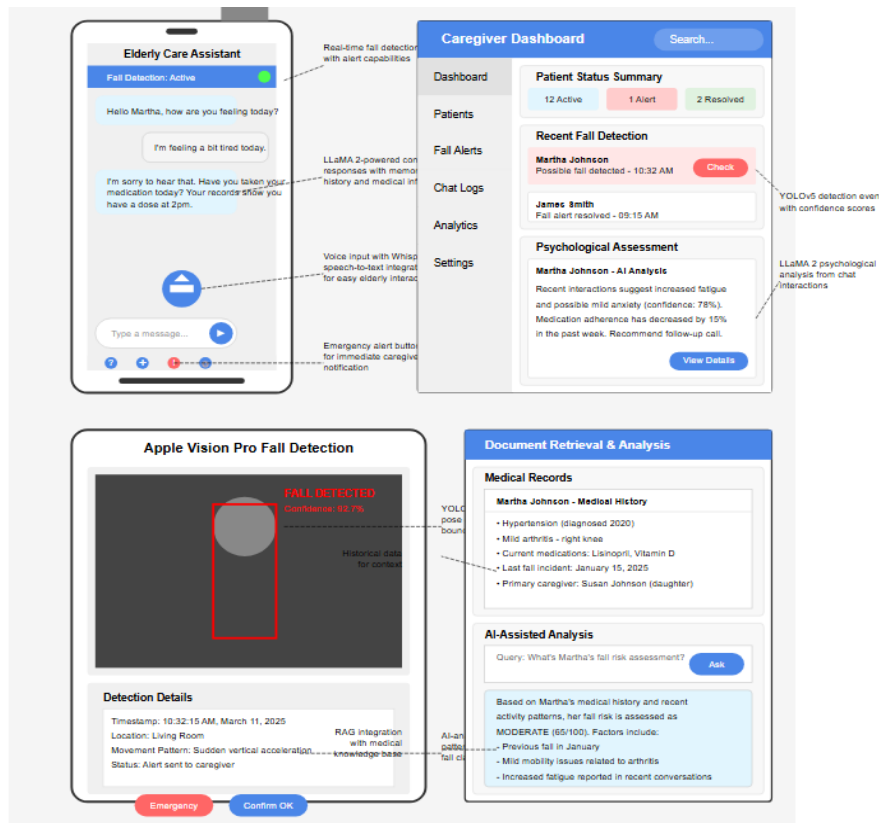 Elderly Care Assistant
Fall Detection: Active
Hello Martha, how are you feeling today?
I'm feeling a bit tired today.
I'm sorry to hear that. Have you taken your
medication today? Your records show you
have a dose at 2pm.
Type a message...
?
+
!
Real-time fall detection
with alert capabilities
LLaMA 2-powered con
responses with memor
history and medical inf
Voice input with Whisp
speech-to-text integrat
for easy elderly interac
Emergency alert butto
for immediate caregive
notification
Caregiver Dashboard
Search...
Dashboard
Patients
Fall Alerts
Chat Logs
Analytics
Settings
Patient Status Summary
12 Active
1 Alert
2 Resolved
Recent Fall Detection
Martha Johnson
Possible fall detected - 10:32 AM
Check
James Smith
Fall alert resolved - 09:15 AM
Psychological Assessment
Martha Johnson - AI Analysis
Recent interactions suggest increased fatigue
and possible mild anxiety (confidence: 78%).
Medication adherence has decreased by 15%
in the past week. Recommend follow-up call.
View Details
YOLOv5 detection even
with confidence scores
LLaMA 2 psychological
analysis from chat
interactions
Apple Vision Pro Fall Detection
FALL DETECTED
Confidence: 92.7%
YOLO
pose
boun
Historical data
for context
Detection Details
Timestamp: 10:32:15 AM, March 11, 2025
Location: Living Room
Movement Pattern: Sudden vertical acceleration
Status: Alert sent to caregiver
RAG integration
with medical
knowledge base
AI-an
patter
fall cla
Emergency
Confirm OK
Document Retrieval & Analysis
Medical Records
Martha Johnson - Medical History
• Hypertension (diagnosed 2020)
• Mild arthritis - right knee
• Current medications: Lisinopril, Vitamin D
• Last fall incident: January 15, 2025
• Primary caregiver: Susan Johnson (daughter)
AI-Assisted Analysis
Query: What's Martha's fall risk assessment?
Ask
Based on Martha's medical history and recent
activity patterns, her fall risk is assessed as
MODERATE (65/100). Factors include:
- Previous fall in January
- Mild mobility issues related to arthritis
- Increased fatigue reported in recent conversations